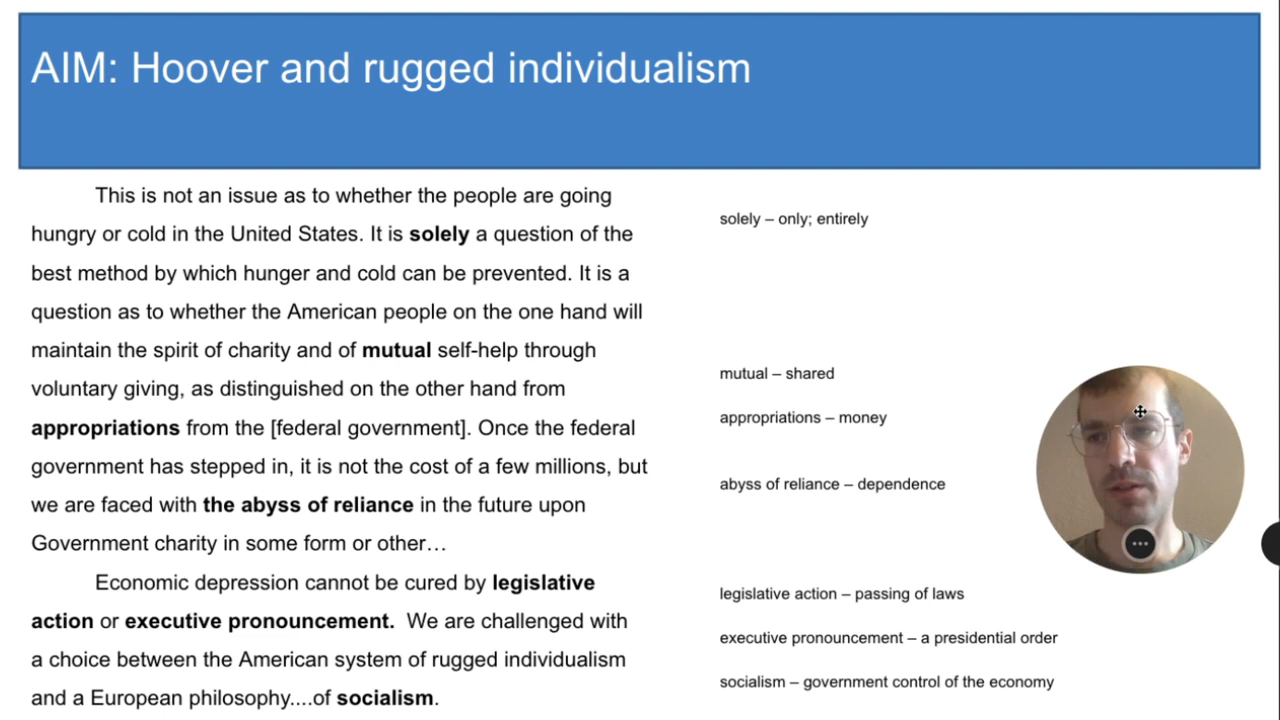 AIM: Hoover and rugged individualism
This is not an issue as to whether the people are going
hungry or cold in the United States. It is solely a question of the
best method by which hunger and cold can be prevented. It is a
question as to whether the American people on the one hand will
maintain the spirit of charity and of mutual self-help through
voluntary giving, as distinguished on the other hand from
appropriations from the [federal government]. Once the federal
government has stepped in, it is not the cost of a few millions, but
we are faced with the abyss of reliance in the future upon
Government charity in some form or other…
Economic depression cannot be cured by legislative
action or executive pronouncement.  We are challenged with
a choice between the American system of rugged individualism
and a European philosophy....of socialism.
solely – only; entirely
mutual – shared
appropriations – money
abyss of reliance – dependence
legislative action – passing of laws
executive pronouncement – a presidential order
socialism – government control of the economy